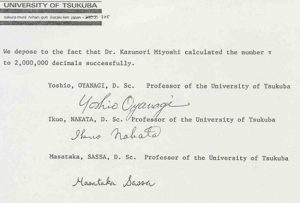 UNIVERSITY OF TSUKUBA
We depose to the fact that Dr. Kazunori Miyoshi calculated the number π
to 2,000,000 decimals successfully.
Yoshio, OYANAGI, D. Sc. Professor of the University of Tsukuba
Yoshio Oyanagi
Ikuo, NAKATA, D. Sc. Professor of the University of Tsukuba
Ikuo Nakata
Masataka, SASSA, D. Sc. Professor of the University of Tsukuba
Masataka Sassa